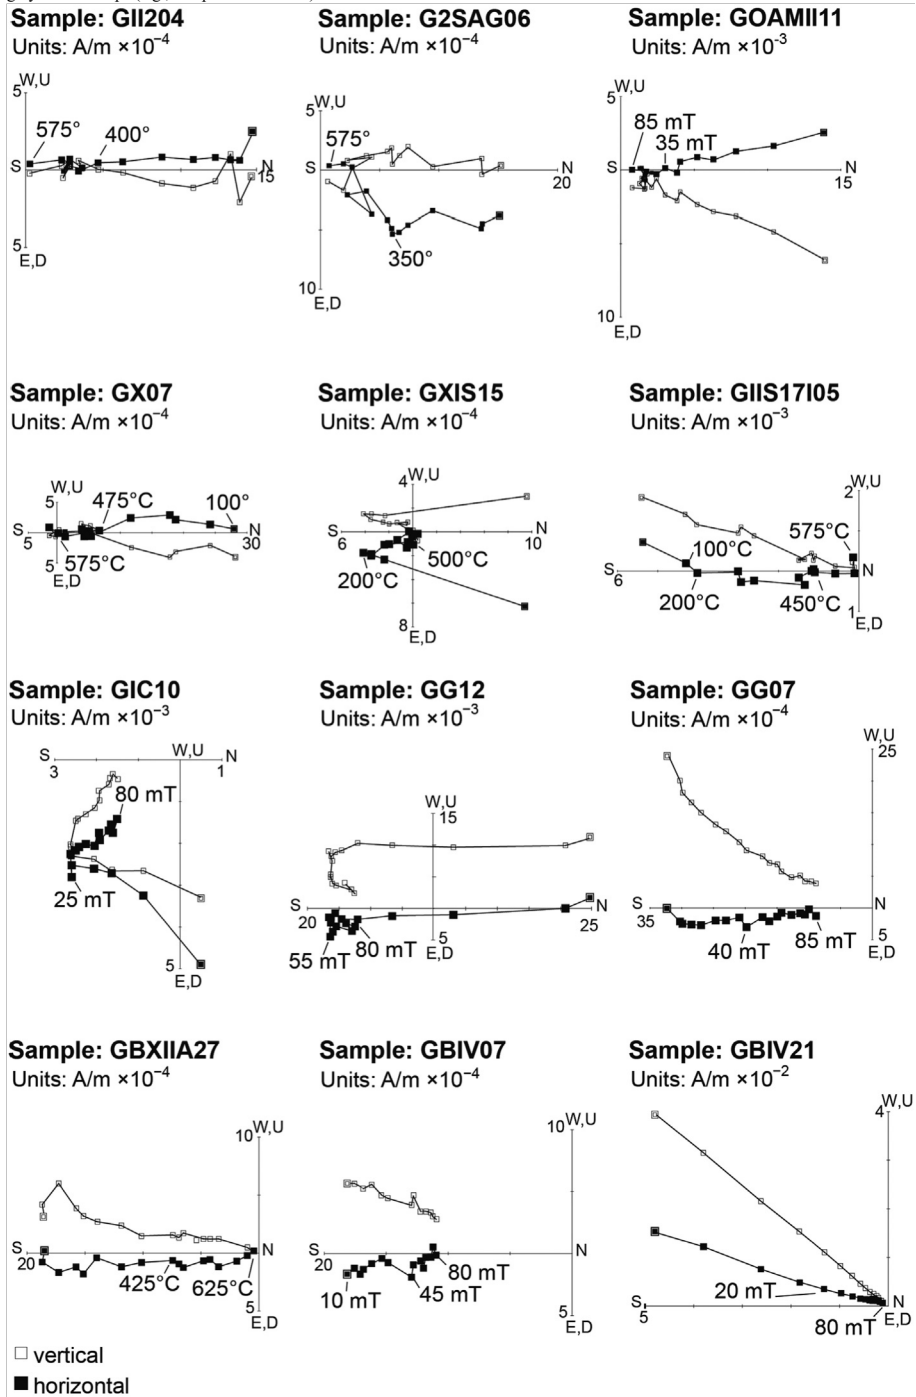 Sample: GII204
Units: A/m ×10⁻⁴
W,U
5
575°
400°
S
N
15
5
E,D
Sample: G2SAG06
Units: A/m ×10⁻⁴
W,U
5
575°
S
N
20
350°
10
E,D
Sample: GOAMII11
Units: A/m ×10⁻³
W,U
5
85 mT
35 mT
S
N
15
10
E,D
Sample: GX07
Units: A/m ×10⁻⁴
W,U
5
475°C
100°
S
N
5
30
575°C
5
E,D
Sample: GXIS15
Units: A/m ×10⁻⁴
W,U
4
S
N
6
10
500°C
200°C
8
E,D
Sample: GIIS17I05
Units: A/m ×10⁻³
W,U
2
575°C
100°C
S
N
6
200°C
450°C
1
E,D
Sample: GIC10
Units: A/m ×10⁻³
S
W,U
N
3
1
80 mT
25 mT
5
E,D
Sample: GG12
Units: A/m ×10⁻³
W,U
15
S
N
20
25
80 mT
55 mT
5
E,D
Sample: GG07
Units: A/m ×10⁻⁴
W,U
25
S
N
35
40 mT
85 mT
5
E,D
Sample: GBXIIA27
Units: A/m ×10⁻⁴
10
W,U
S
N
20
425°C
625°C
5
E,D
Sample: GBIV07
Units: A/m ×10⁻⁴
10
W,U
S
N
20
80 mT
10 mT
45 mT
5
E,D
Sample: GBIV21
Units: A/m ×10⁻²
W,U
4
20 mT
S
N
5
80 mT
E,D
vertical
horizontal